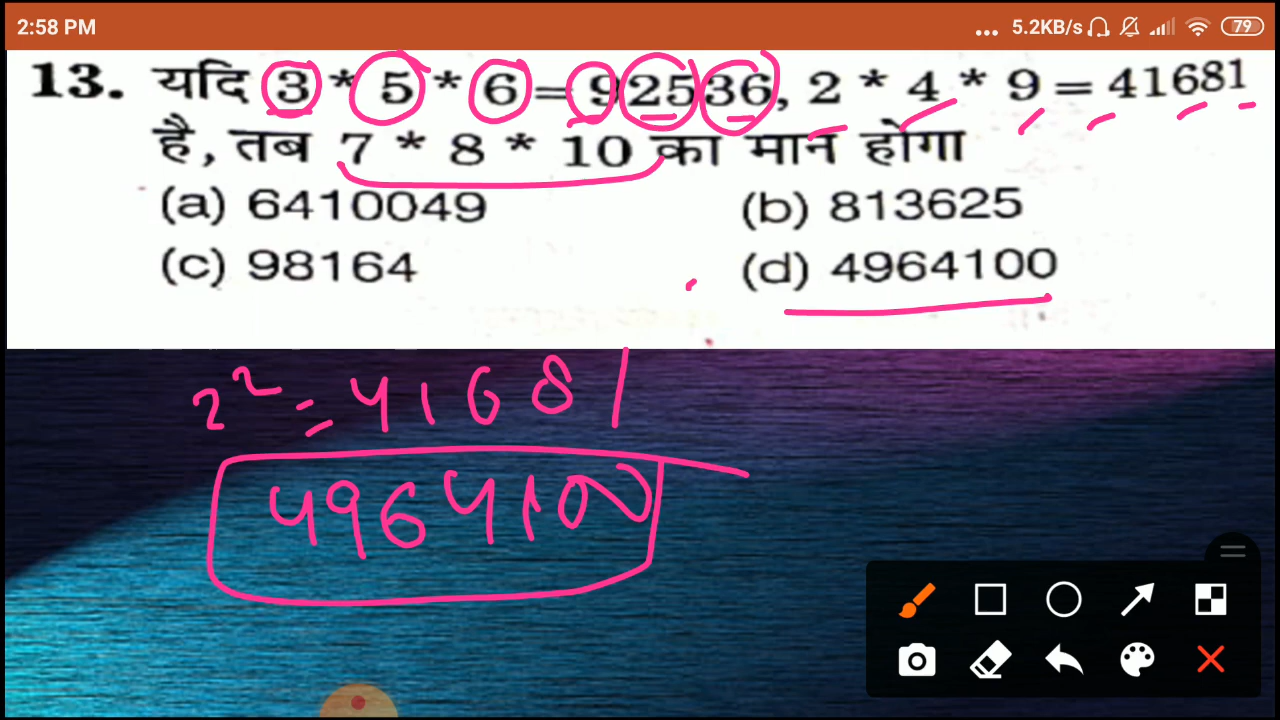 2:58 PM ... 5.2KB/s 79
13. यदि 3 * 5 * 6 = 92536, 2 * 4 * 9 = 41681
है, तब 7 * 8 * 10 का मान होगा
(a) 6410049 (b) 813625
(c) 98164 (d) 4964100
2² = 41681
4964100